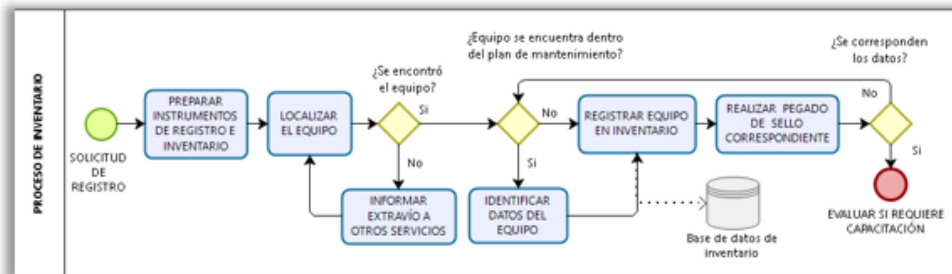 PROCESO DE INVENTARIO
SOLICITUD
DE
REGISTRO
PREPARAR
INSTRUMENTOS
DE REGISTRO E
INVENTARIO
LOCALIZAR
EL EQUIPO
¿Se encontró
el equipo?
Si
No
INFORMAR
EXTRAVÍO A
OTROS SERVICIOS
¿Equipo se encuentra dentro
del plan de mantenimiento?
No
Si
IDENTIFICAR
DATOS DEL
EQUIPO
REGISTRAR EQUIPO
EN INVENTARIO
Base de datos de
inventario
REALIZAR PEGADO
DE SELLO
CORRESPONDIENTE
¿Se corresponden
los datos?
No
Si
EVALUAR SI REQUIERE
CAPACITACIÓN